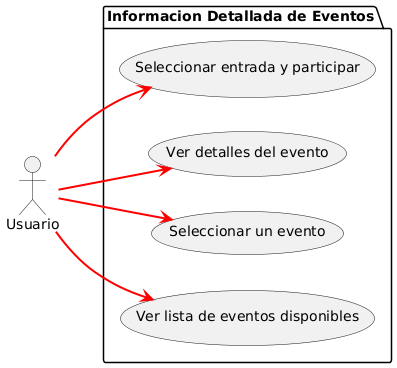 Informacion Detallada de Eventos
Seleccionar entrada y participar
Ver detalles del evento
Usuario
Seleccionar un evento
Ver lista de eventos disponibles